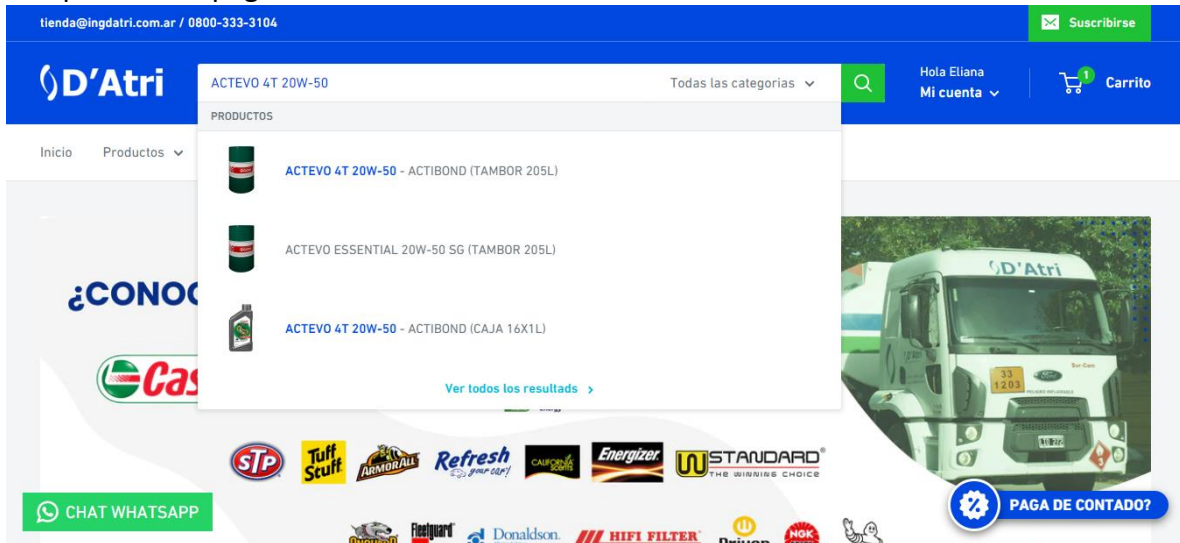 tienda@ingdatri.com.ar / 0800-333-3104
Suscribirse
D'Atri
ACTEVO 4T 20W-50
Todas las categorias
Hola Eliana
Mi cuenta
1
Carrito
PRODUCTOS
Inicio Productos
ACTEVO 4T 20W-50 - ACTIBOND (TAMBOR 205L)
ACTEVO ESSENTIAL 20W-50 SG (TAMBOR 205L)
ACTEVO 4T 20W-50 - ACTIBOND (CAJA 16X1L)
Ver todos los resultads
D'Atri
¿CONOC
Cas
33
1203
Ford
STP
Tuff Stuff
ARMORALL
Refresh
your car!
CALIFORNIA
SCENTS
Energizer
STANDARD
THE WINNING CHOICE
CHAT WHATSAPP
PAGA DE CONTADO?
Fleetguard
Donaldson.
HIFI FILTER
NGK